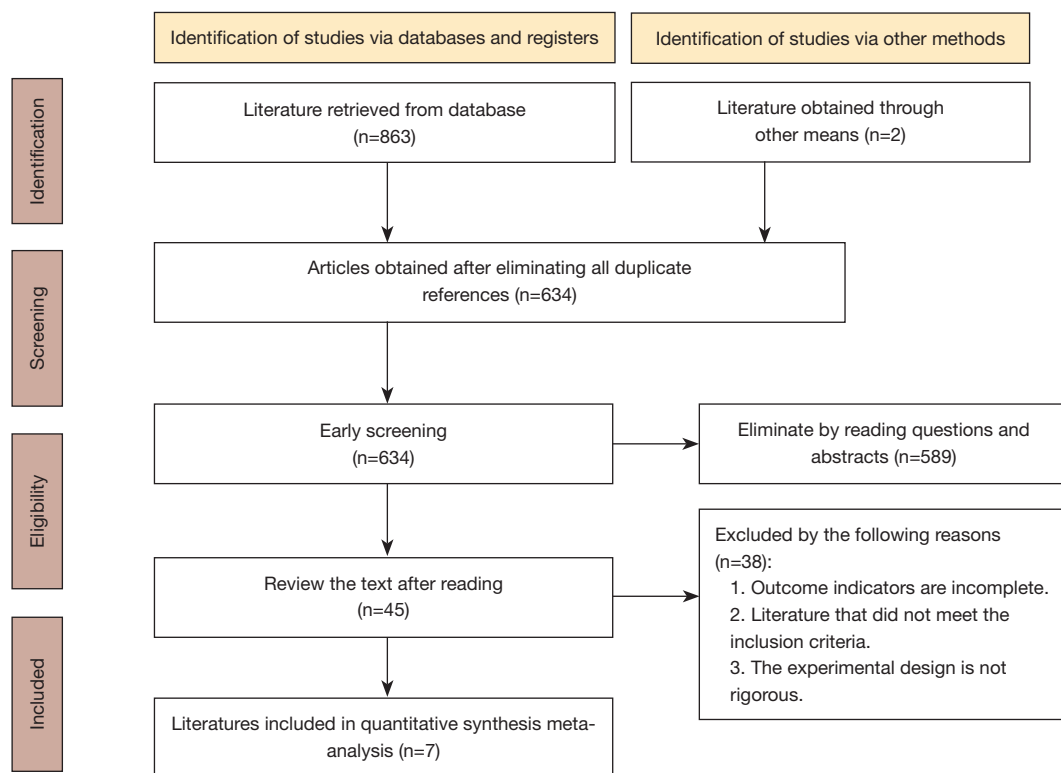 Identification of studies via databases and registers
Identification of studies via other methods
Identification
Literature retrieved from database
(n=863)
Literature obtained through
other means (n=2)
Screening
Articles obtained after eliminating all duplicate
references (n=634)
Early screening
(n=634)
Eliminate by reading questions and
abstracts (n=589)
Eligibility
Review the text after reading
(n=45)
Excluded by the following reasons
(n=38):
1. Outcome indicators are incomplete.
2. Literature that did not meet the
inclusion criteria.
3. The experimental design is not
rigorous.
Included
Literatures included in quantitative synthesis meta-
analysis (n=7)